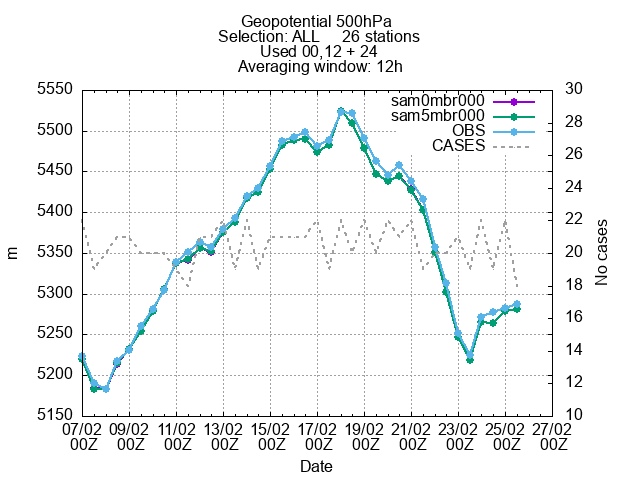 Geopotential 500hPa
Selection: ALL     26 stations
Used 00,12 + 24
Averaging window: 12h
sam0mbr000
sam5mbr000
OBS
CASES
5550
5500
5450
5400
5350
5300
5250
5200
5150
m
30
28
26
24
22
20
18
16
14
12
10
No cases
07/02 09/02 11/02 13/02 15/02 17/02 19/02 21/02 23/02 25/02 27/02
00Z 00Z 00Z 00Z 00Z 00Z 00Z 00Z 00Z 00Z 00Z
Date